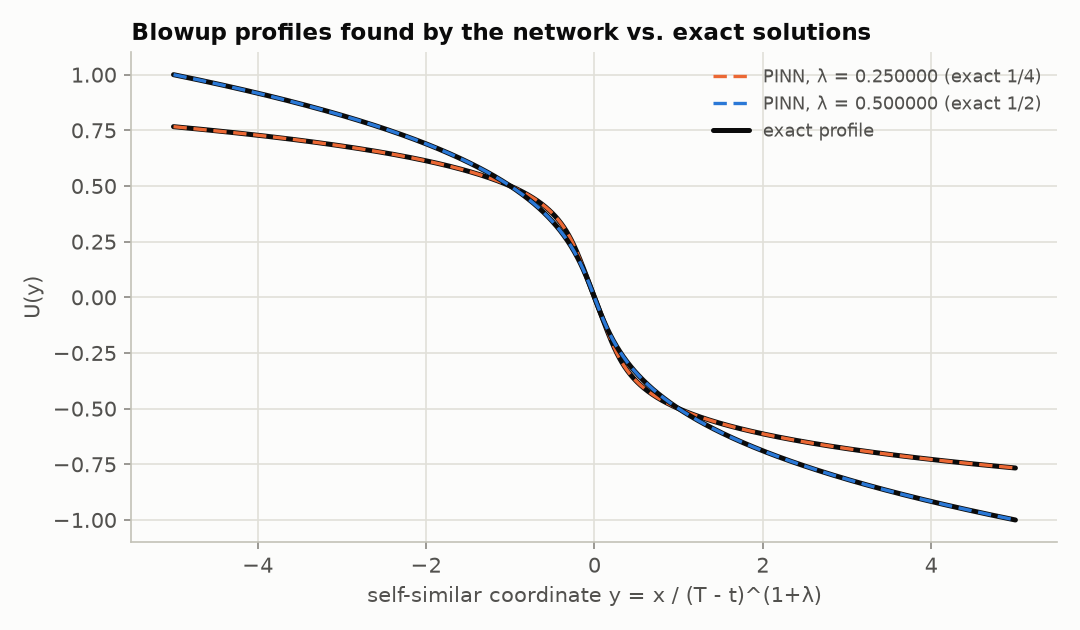 Blowup profiles found by the network vs. exact solutions
PINN, λ = 0.250000 (exact 1/4)
PINN, λ = 0.500000 (exact 1/2)
exact profile
U(y)
1.00
0.75
0.50
0.25
0.00
−0.25
−0.50
−0.75
−1.00
−4
−2
0
2
4
self-similar coordinate y = x / (T - t)^(1+λ)